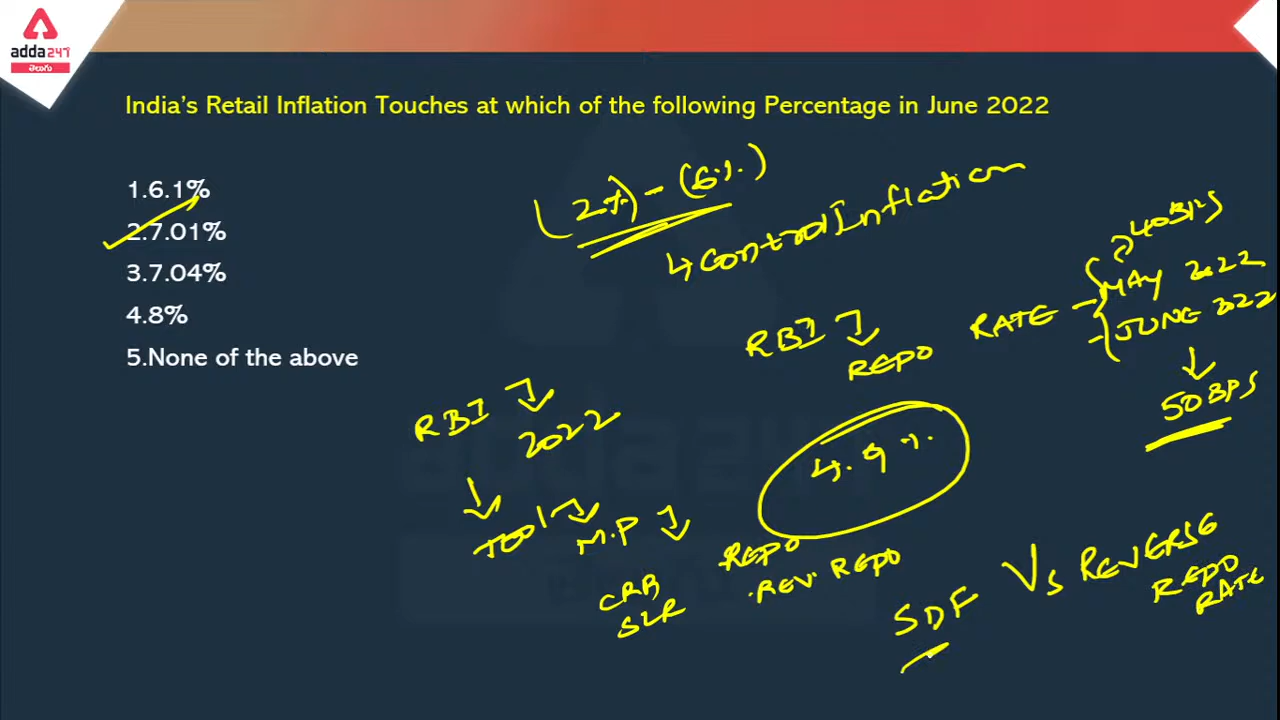 adda247
తెలుగు
India's Retail Inflation Touches at which of the following Percentage in June 2022
1.6.1%
2.7.01%
3.7.04%
4.8%
5.None of the above
(2%) - (6%)
↳ Control Inflation
RBI
REPO RATE -
40BPS
MAY 2022
JUNE 2022
50BPS
4.9%
RBI
2022
TOOL
M.P
CRR
SLR
REPO
REV. REPO
SDF Vs REVERSE
REPO
RATE